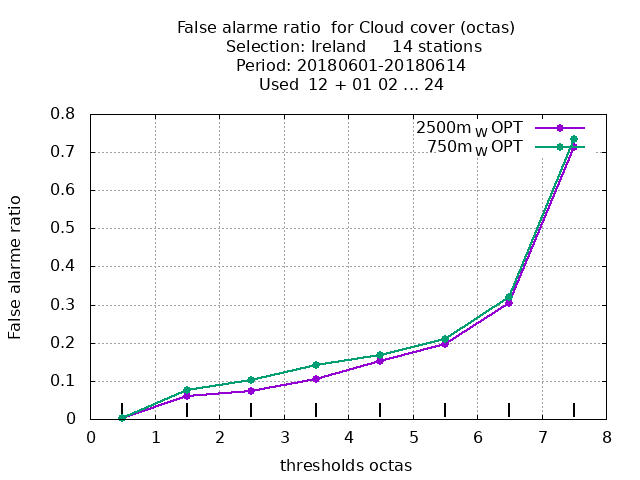 False alarme ratio  for Cloud cover (octas)
Selection: Ireland     14 stations
Period: 20180601-20180614
Used  12 + 01 02 ... 24
2500m W OPT
750m W OPT
False alarme ratio
0.8
0.7
0.6
0.5
0.4
0.3
0.2
0.1
0
0 1 2 3 4 5 6 7 8
thresholds octas